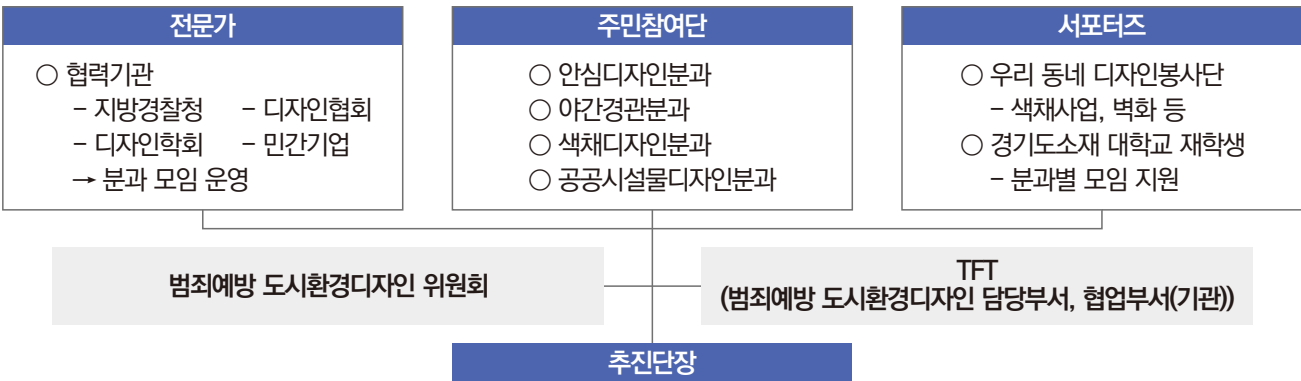 전문가
○ 협력기관
- 지방경찰청 - 디자인협회
- 디자인학회 - 민간기업
→ 분과 모임 운영
주민참여단
○ 안심디자인분과
○ 야간경관분과
○ 색채디자인분과
○ 공공시설물디자인분과
서포터즈
○ 우리 동네 디자인봉사단
- 색채사업, 벽화 등
○ 경기도소재 대학교 재학생
- 분과별 모임 지원
범죄예방 도시환경디자인 위원회
TFT
(범죄예방 도시환경디자인 담당부서, 협업부서(기관))
추진단장